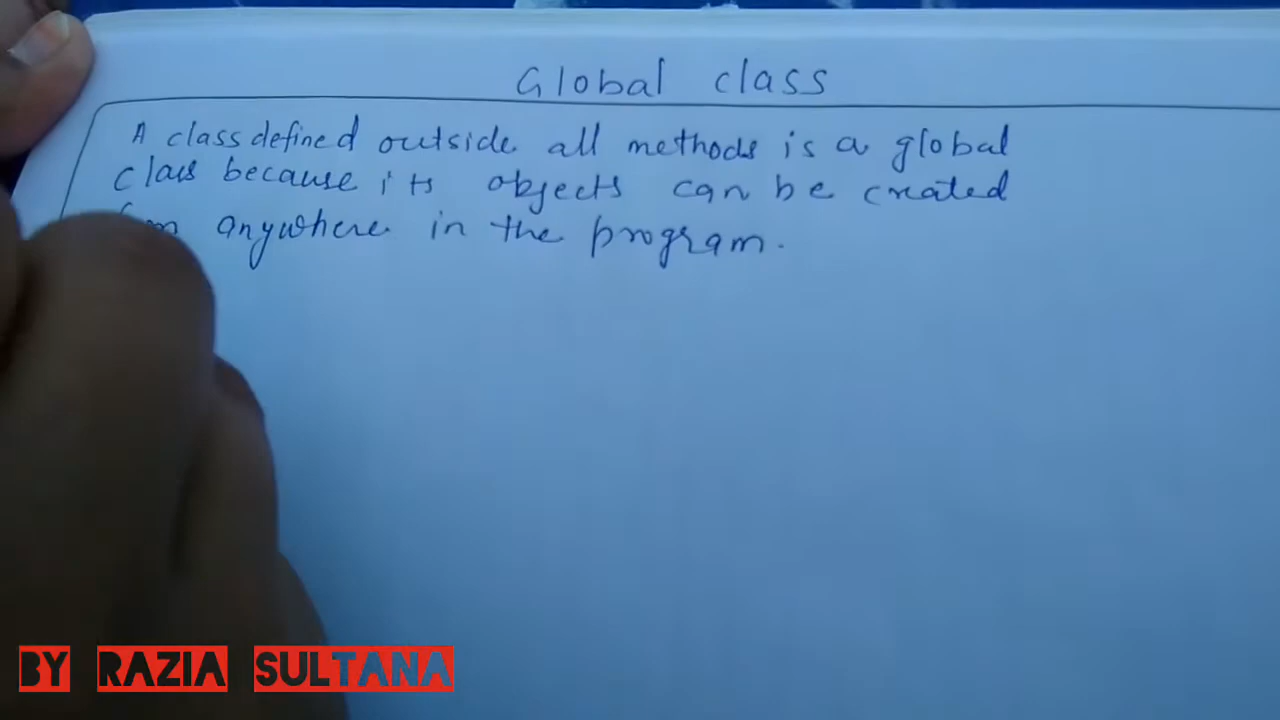 Global class
A class defined outside all methods is a global
class because its objects can be created
anywhere in the program.
BY RAZIA SULTANA